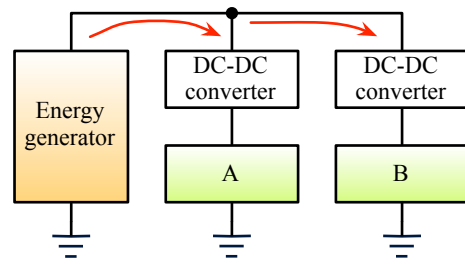 Energy
generator
DC-DC
converter
A
DC-DC
converter
B